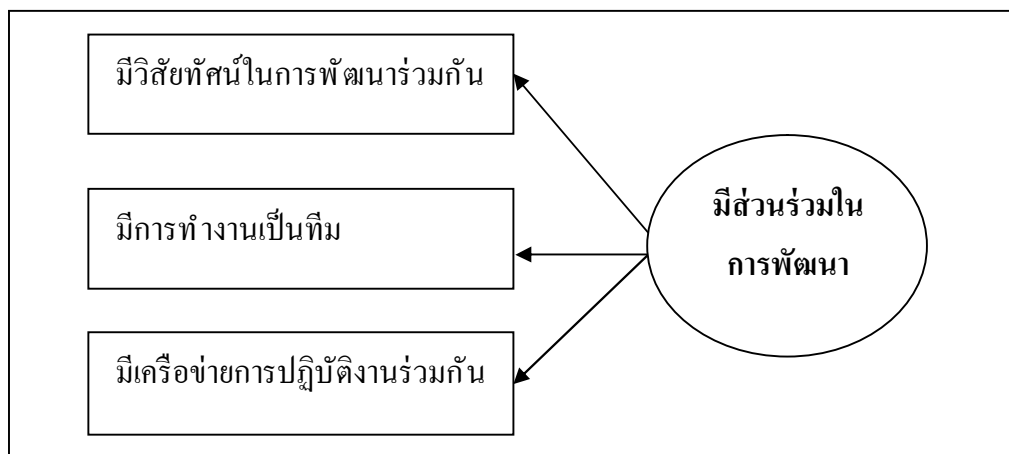 มีวิสัยทัศน์ในการพัฒนาร่วมกัน
มีการทำงานเป็นทีม
มีเครือข่ายการปฏิบัติงานร่วมกัน
มีส่วนร่วมใน
การพัฒนา